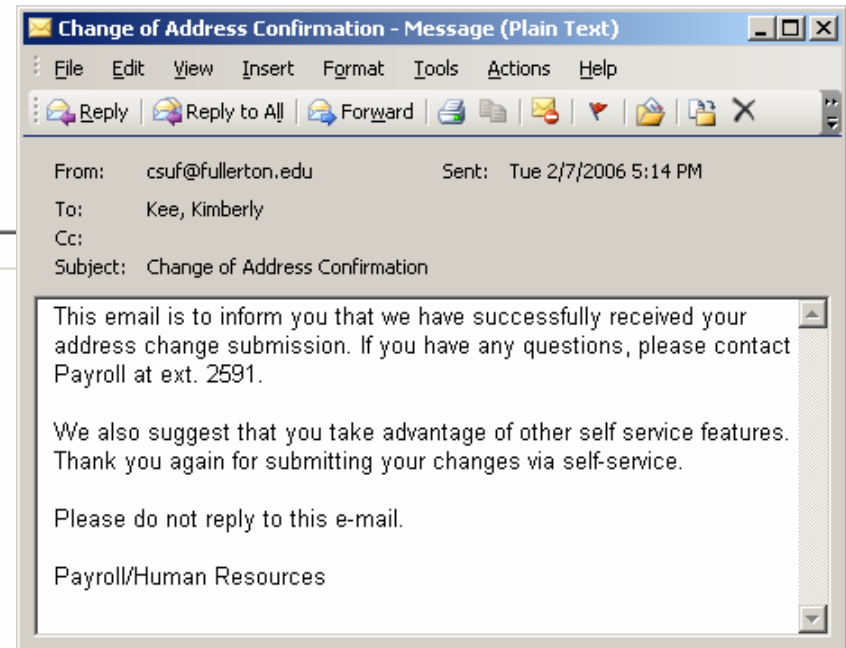 Change of Address Confirmation - Message (Plain Text)
File Edit View Insert Format Tools Actions Help
Reply Reply to All Forward
From: csuf@fullerton.edu Sent: Tue 2/7/2006 5:14 PM
To: Kee, Kimberly
Cc:
Subject: Change of Address Confirmation
This email is to inform you that we have successfully received your
address change submission. If you have any questions, please contact
Payroll at ext. 2591.
We also suggest that you take advantage of other self service features.
Thank you again for submitting your changes via self-service.
Please do not reply to this e-mail.
Payroll/Human Resources